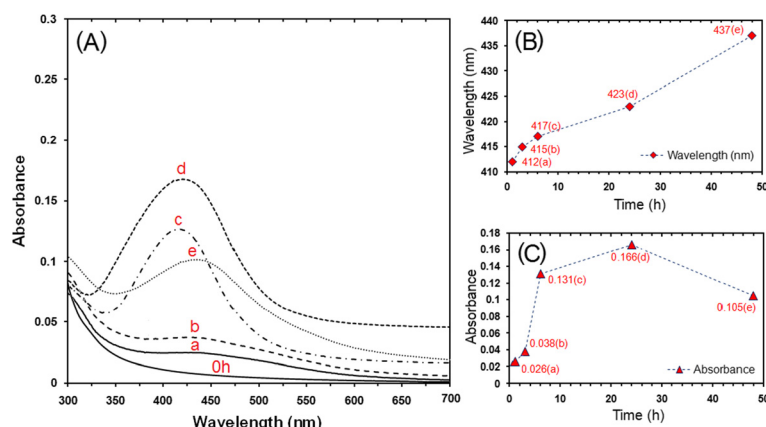 (A)
0.3
0.25
0.2
0.15
0.1
0.05
0
Absorbance
d
c
e
b
a
0h
300 350 400 450 500 550 600 650 700
Wavelength (nm)
(B)
440
435
430
425
420
415
410
Wavelength (nm)
437(e)
423(d)
417(c)
415(b)
412(a)
Wavelength (nm)
0 10 20 30 40 50
Time (h)
(C)
0.18
0.16
0.14
0.12
0.1
0.08
0.06
0.04
0.02
0
Absorbance
0.166(d)
0.131(c)
0.105(e)
0.038(b)
0.026(a)
Absorbance
0 10 20 30 40 50
Time (h)